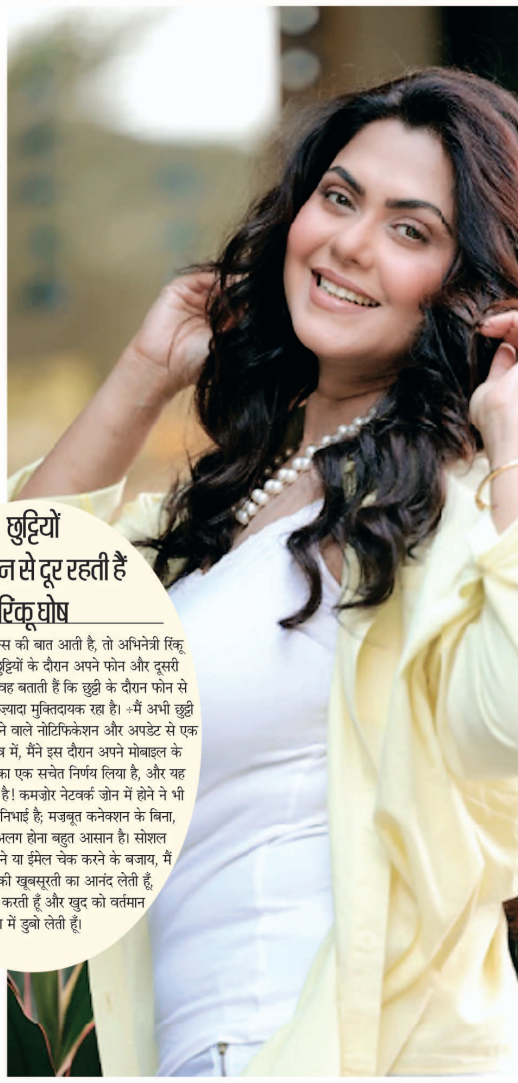 छुट्टियों
न से दूर रहती हैं
रिंकू घोष
स की बात आती है, तो अभिनेत्री रिंकू
छुट्टियों के दौरान अपने फोन और दूसरी
वह बताती हैं कि छुट्टी के दौरान फोन से
ज़्यादा मुक्तिदायक रहा है। ÷मैं अभी छुट्टी
ने वाले नोटिफिकेशन और अपडेट से एक
में, मैंने इस दौरान अपने मोबाइल के
का एक सचेत निर्णय लिया है, और यह
है! कमज़ोर नेटवर्क ज़ोन में होने ने भी
निभाई है; मज़बूत कनेक्शन के बिना,
अलग होना बहुत आसान है। सोशल
ने या ईमेल चेक करने के बजाय, मैं
की खूबसूरती का आनंद लेती हूँ,
करती हूँ और खुद को वर्तमान
में डुबो लेती हूँ।